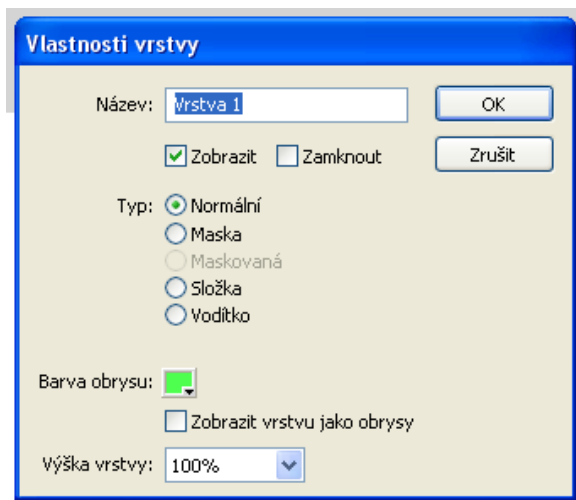 Vlastnosti vrstvy
Název: Vrstva 1 OK
Zobrazit Zamknout Zrušit
Typ: Normální
Maska
Maskovaná
Složka
Vodítko
Barva obrysu:
Zobrazit vrstvu jako obrysy
Výška vrstvy: 100%